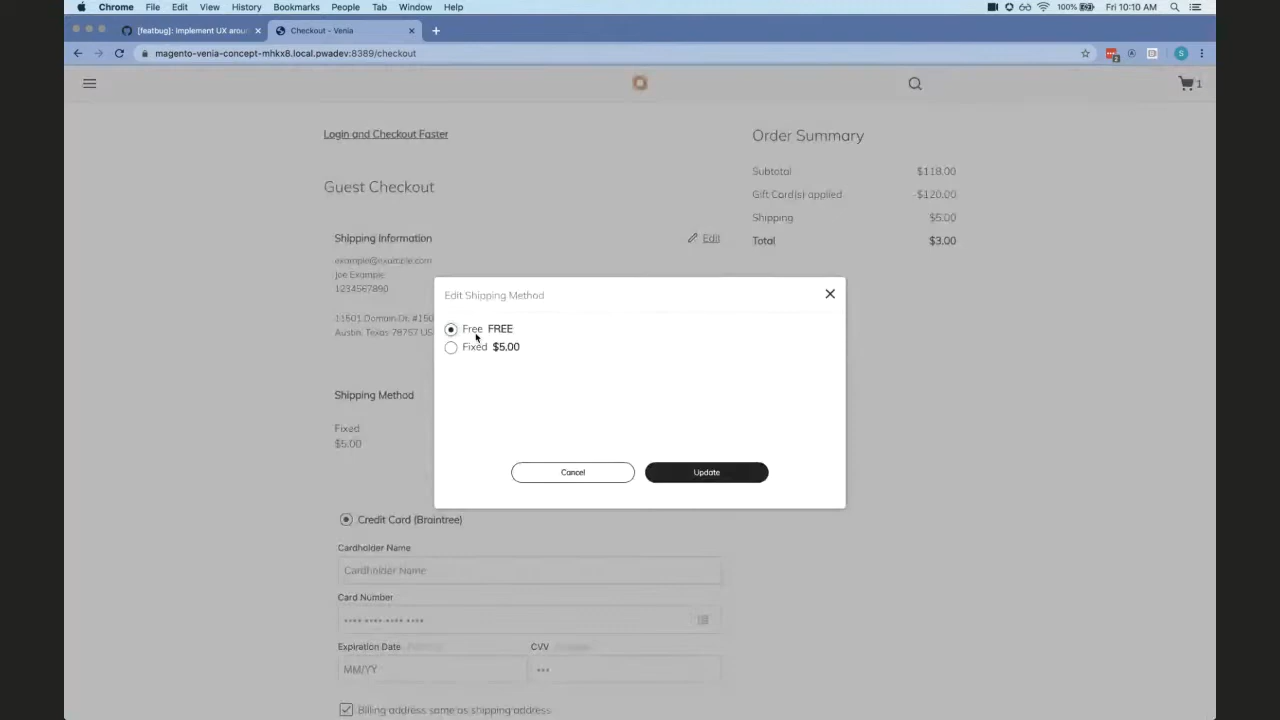 Chrome File Edit View History Bookmarks People Tab Window Help 100% Fri 10:10 AM
[featbug]: Implement UX arou Checkout - Venia
magento-venia-concept-mhkx8.local.pwadev:8389/checkout
1
Login and Checkout Faster
Order Summary
Subtotal $118.00
Guest Checkout
Gift Card(s) applied -$120.00
Shipping $5.00
Shipping Information Edit
Total $3.00
example@example.com
Joe Example
1234567890
11501 Domain Dr, #150
Austin, Texas 78757 US
Edit Shipping Method
Free FREE
Fixed $5.00
Cancel Update
Shipping Method
Fixed
$5.00
Credit Card (Braintree)
Cardholder Name
Cardholder Name
Card Number
•••• •••• •••• ••••
Expiration Date CVV
MM/YY •••
Billing address same as shipping address